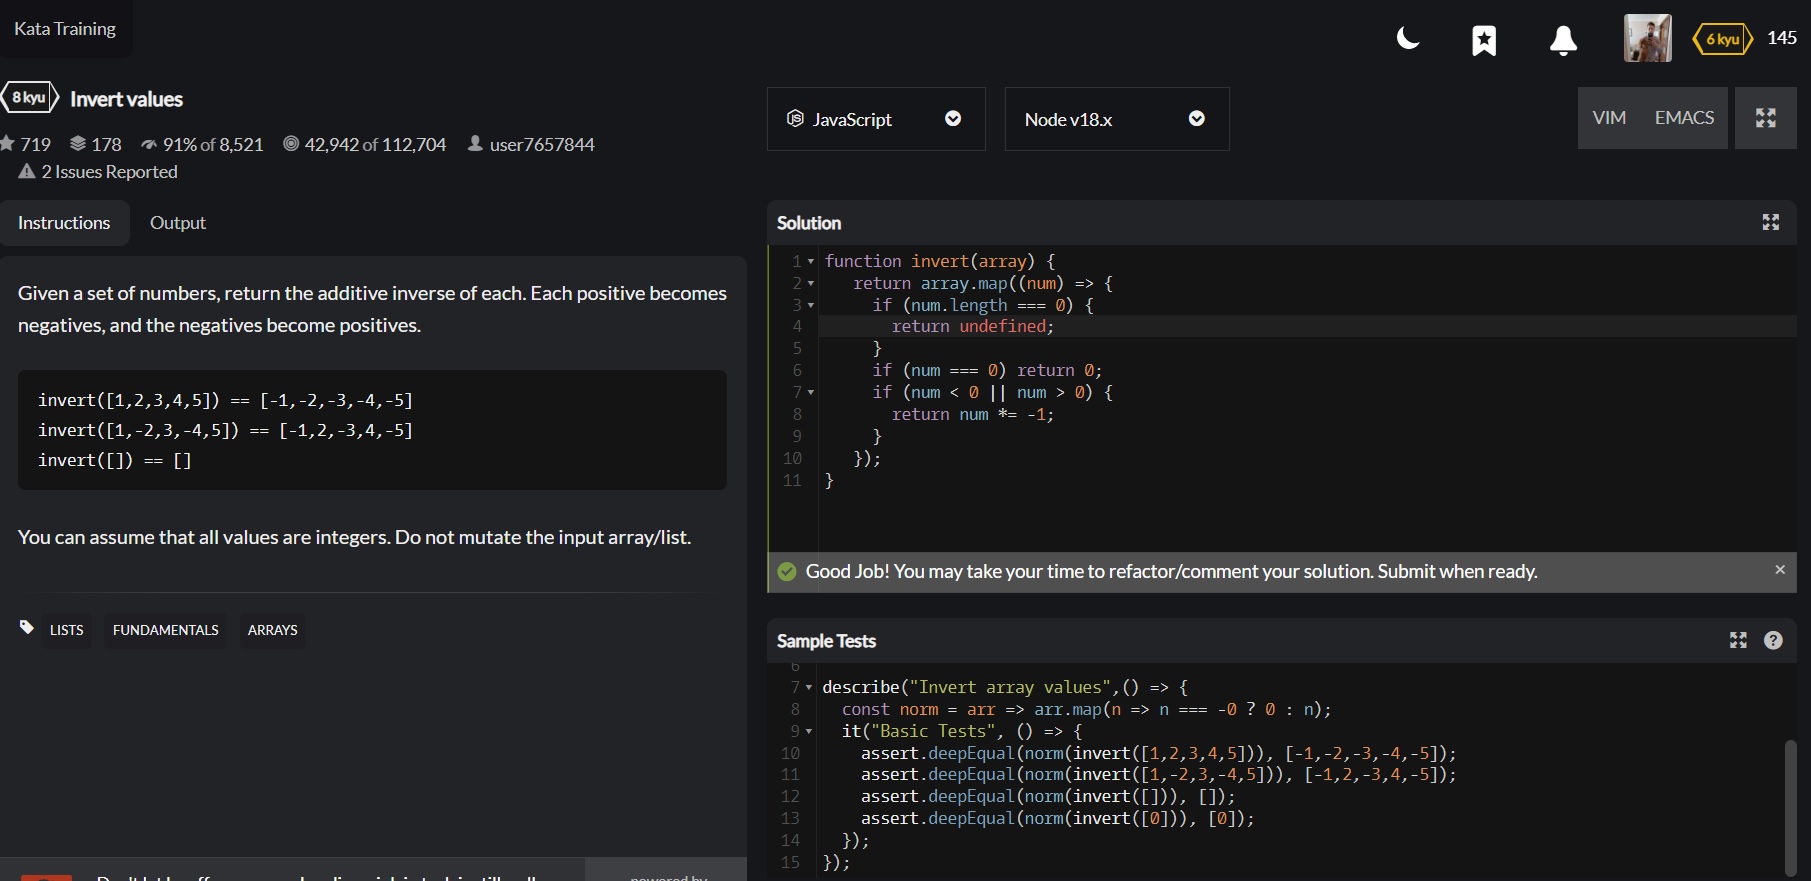 Kata Training
6 kyu 145
8 kyu Invert values
719 178 91% of 8,521 42,942 of 112,704 user7657844
2 Issues Reported
JavaScript Node v18.x VIM EMACS
Instructions Output
Given a set of numbers, return the additive inverse of each. Each positive becomes
negatives, and the negatives become positives.
invert([1,2,3,4,5]) == [-1,-2,-3,-4,-5]
invert([1,-2,3,-4,5]) == [-1,2,-3,4,-5]
invert([]) == []
You can assume that all values are integers. Do not mutate the input array/list.
LISTS FUNDAMENTALS ARRAYS
Solution
1 function invert(array) {
2 return array.map((num) => {
3 if (num.length === 0) {
4 return undefined;
5 }
6 if (num === 0) return 0;
7 if (num < 0 || num > 0) {
8 return num *= -1;
9 }
10 });
11 }
Good Job! You may take your time to refactor/comment your solution. Submit when ready. ×
Sample Tests ?
6
7 describe("Invert array values",() => {
8 const norm = arr => arr.map(n => n === -0 ? 0 : n);
9 it("Basic Tests", () => {
10 assert.deepEqual(norm(invert([1,2,3,4,5])), [-1,-2,-3,-4,-5]);
11 assert.deepEqual(norm(invert([1,-2,3,-4,5])), [-1,2,-3,4,-5]);
12 assert.deepEqual(norm(invert([])), []);
13 assert.deepEqual(norm(invert([0])), [0]);
14 });
15 });
powered by